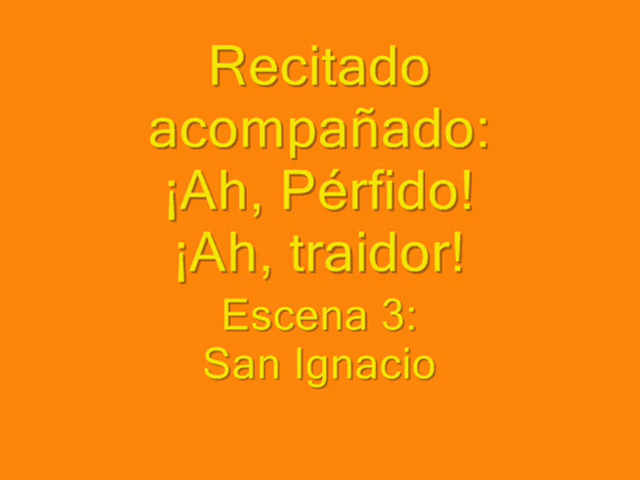 Recitado
acompañado:
¡Ah, Pérfido!
¡Ah, traidor!
Escena 3:
San Ignacio